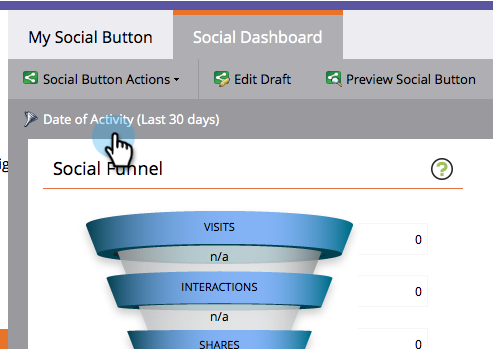 My Social Button
Social Dashboard
Social Button Actions
Edit Draft
Preview Social Button
Date of Activity (Last 30 days)
ig
Social Funnel
VISITS
0
n/a
INTERACTIONS
0
n/a
SHARES
0